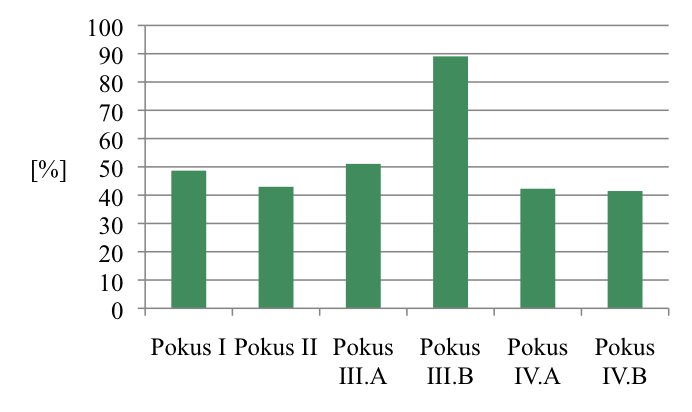 100
90
80
70
60
50
40
30
20
10
0
[%]
Pokus I
Pokus II
Pokus
III.A
Pokus
III.B
Pokus
IV.A
Pokus
IV.B